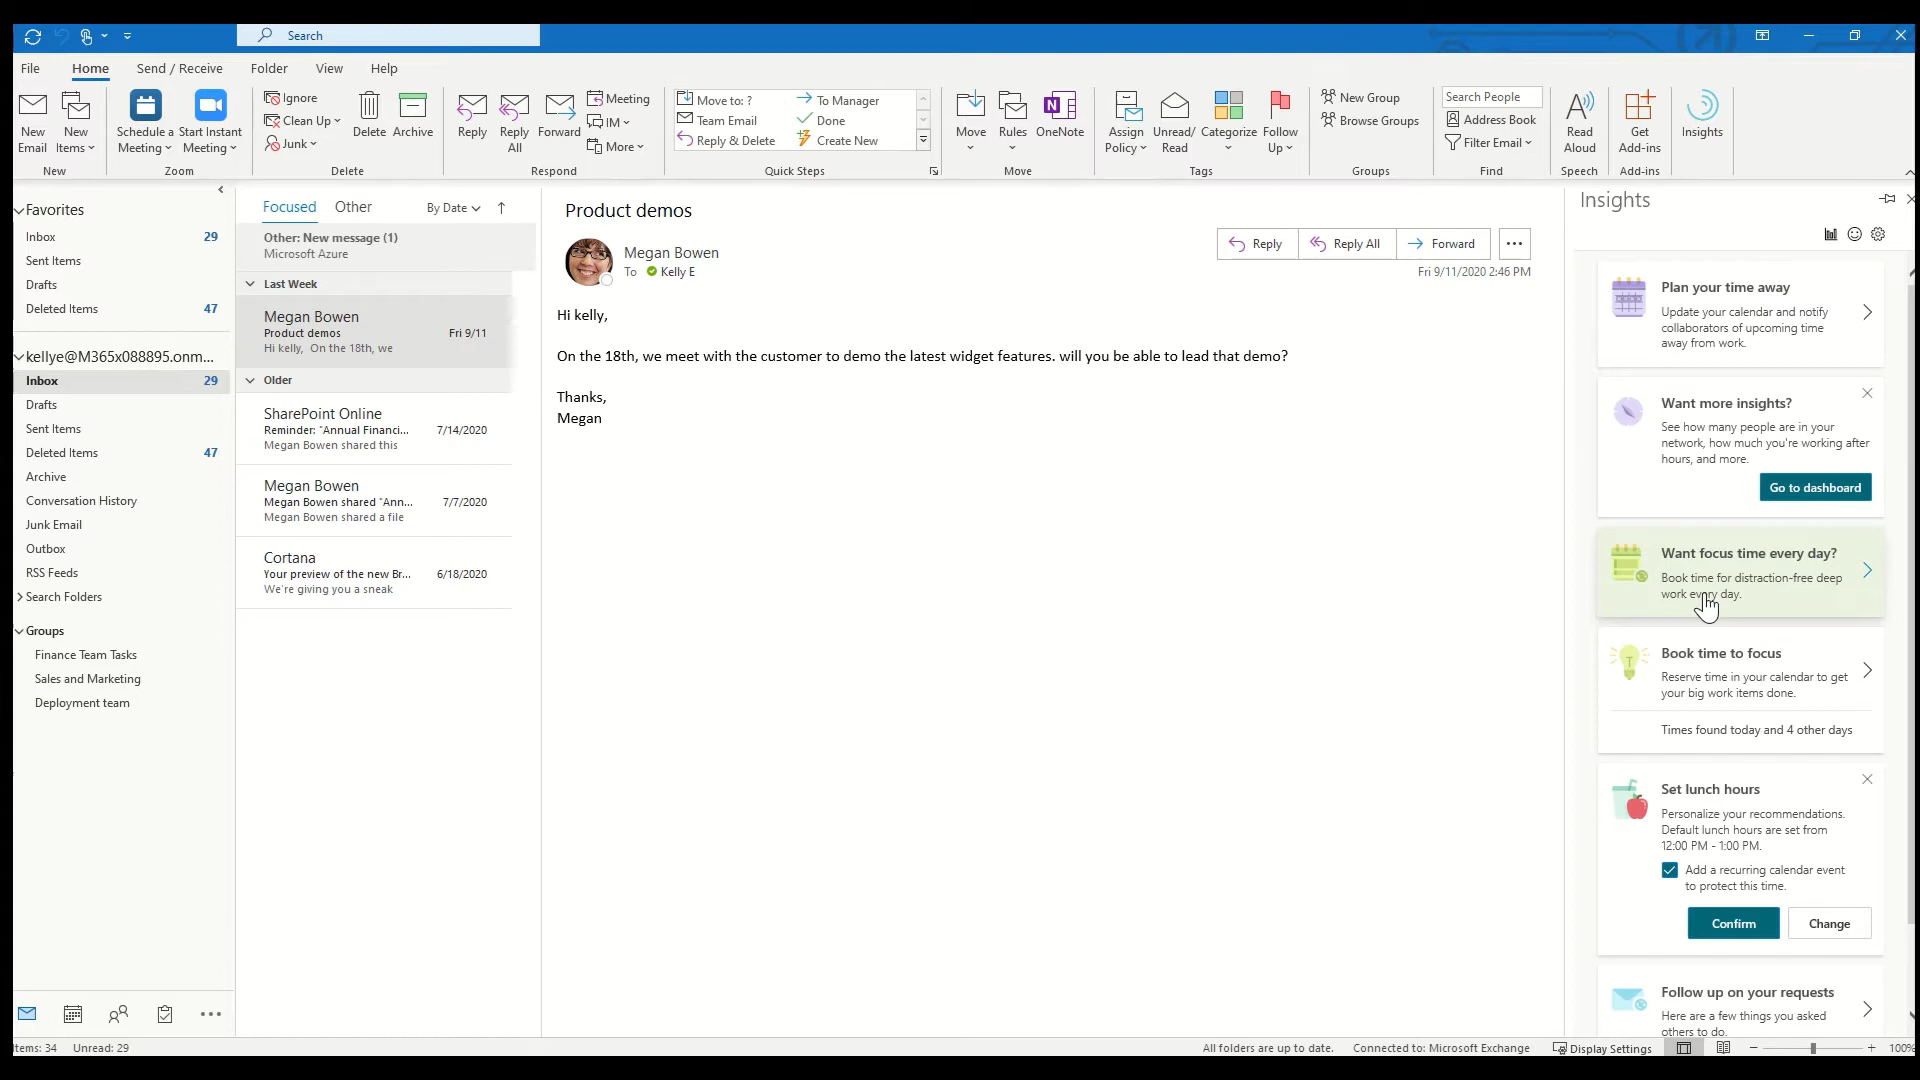 Search
File Home Send / Receive Folder View Help
New Email
New Items
New
Schedule a Meeting
Start Instant Meeting
Zoom
Ignore
Clean Up
Junk
Delete
Archive
Delete
Reply
Reply All
Forward
Meeting
IM
More
Respond
Move to: ?
Team Email
Reply & Delete
To Manager
Done
Create New
Quick Steps
Move
Rules
OneNote
Move
Assign Policy
Unread/ Read
Categorize
Follow Up
Tags
New Group
Browse Groups
Groups
Search People
Address Book
Filter Email
Find
Read Aloud
Speech
Get Add-ins
Add-ins
Insights
Favorites
Inbox 29
Sent Items
Drafts
Deleted Items 47
kellye@M365x088895.onm...
Inbox 29
Drafts
Sent Items
Deleted Items 47
Archive
Conversation History
Junk Email
Outbox
RSS Feeds
Search Folders
Groups
Finance Team Tasks
Sales and Marketing
Deployment team
Focused Other By Date
Other: New message (1)
Microsoft Azure
Last Week
Megan Bowen
Product demos Fri 9/11
Hi kelly, On the 18th, we
Older
SharePoint Online
Reminder: "Annual Financi... 7/14/2020
Megan Bowen shared this
Megan Bowen
Megan Bowen shared "Ann... 7/7/2020
Megan Bowen shared a file
Cortana
Your preview of the new Br... 6/18/2020
We're giving you a sneak
Product demos
Megan Bowen
To Kelly E
Reply Reply All Forward
Fri 9/11/2020 2:46 PM
Hi kelly,
On the 18th, we meet with the customer to demo the latest widget features. will you be able to lead that demo?
Thanks,
Megan
Insights
Plan your time away
Update your calendar and notify
collaborators of upcoming time
away from work.
Want more insights?
See how many people are in your
network, how much you're working after
hours, and more.
Go to dashboard
Want focus time every day?
Book time for distraction-free deep
work every day.
Book time to focus
Reserve time in your calendar to get
your big work items done.
Times found today and 4 other days
Set lunch hours
Personalize your recommendations.
Default lunch hours are set from
12:00 PM - 1:00 PM.
Add a recurring calendar event
to protect this time.
Confirm Change
Follow up on your requests
Here are a few things you asked
others to do.
tems: 34 Unread: 29
All folders are up to date. Connected to: Microsoft Exchange Display Settings 100%